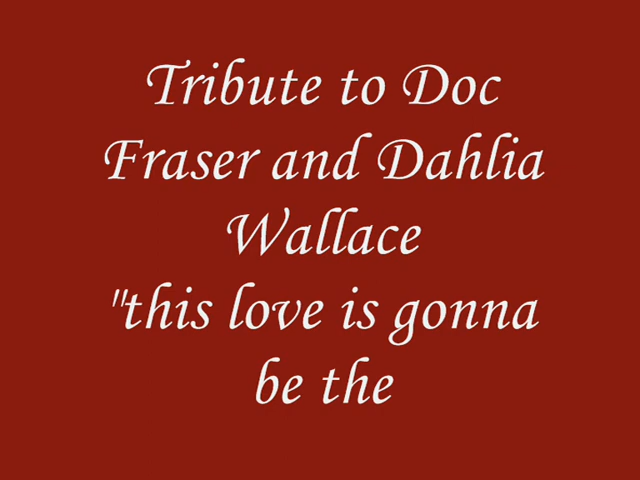 Tribute to Doc
Fraser and Dahlia
Wallace
"this love is gonna
be the